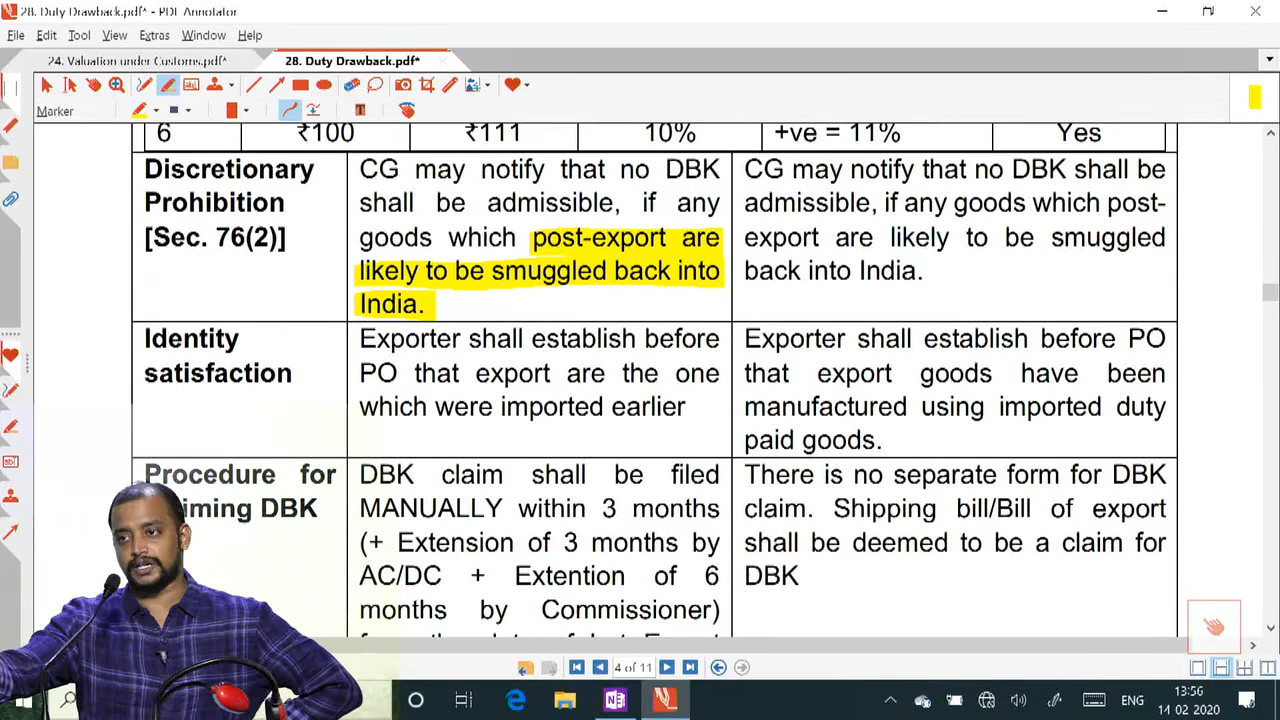 28. Duty Drawback.pdf* - PDF Annotator
File Edit Tool View Extras Window Help
24. Valuation under Customs.pdf*
28. Duty Drawback.pdf*
Marker
6 ₹100 ₹111 10% +ve = 11% Yes
Discretionary
Prohibition
[Sec. 76(2)]
CG may notify that no DBK
shall be admissible, if any
goods which post-export are
likely to be smuggled back into
India.
CG may notify that no DBK shall be
admissible, if any goods which post-
export are likely to be smuggled
back into India.
Identity
satisfaction
Exporter shall establish before
PO that export are the one
which were imported earlier
Exporter shall establish before PO
that export goods have been
manufactured using imported duty
paid goods.
Procedure for
iming DBK
DBK claim shall be filed
MANUALLY within 3 months
(+ Extension of 3 months by
AC/DC + Extention of 6
months by Commissioner)
There is no separate form for DBK
claim. Shipping bill/Bill of export
shall be deemed to be a claim for
DBK
4 of 11
ENG
13:56
14-02-2020